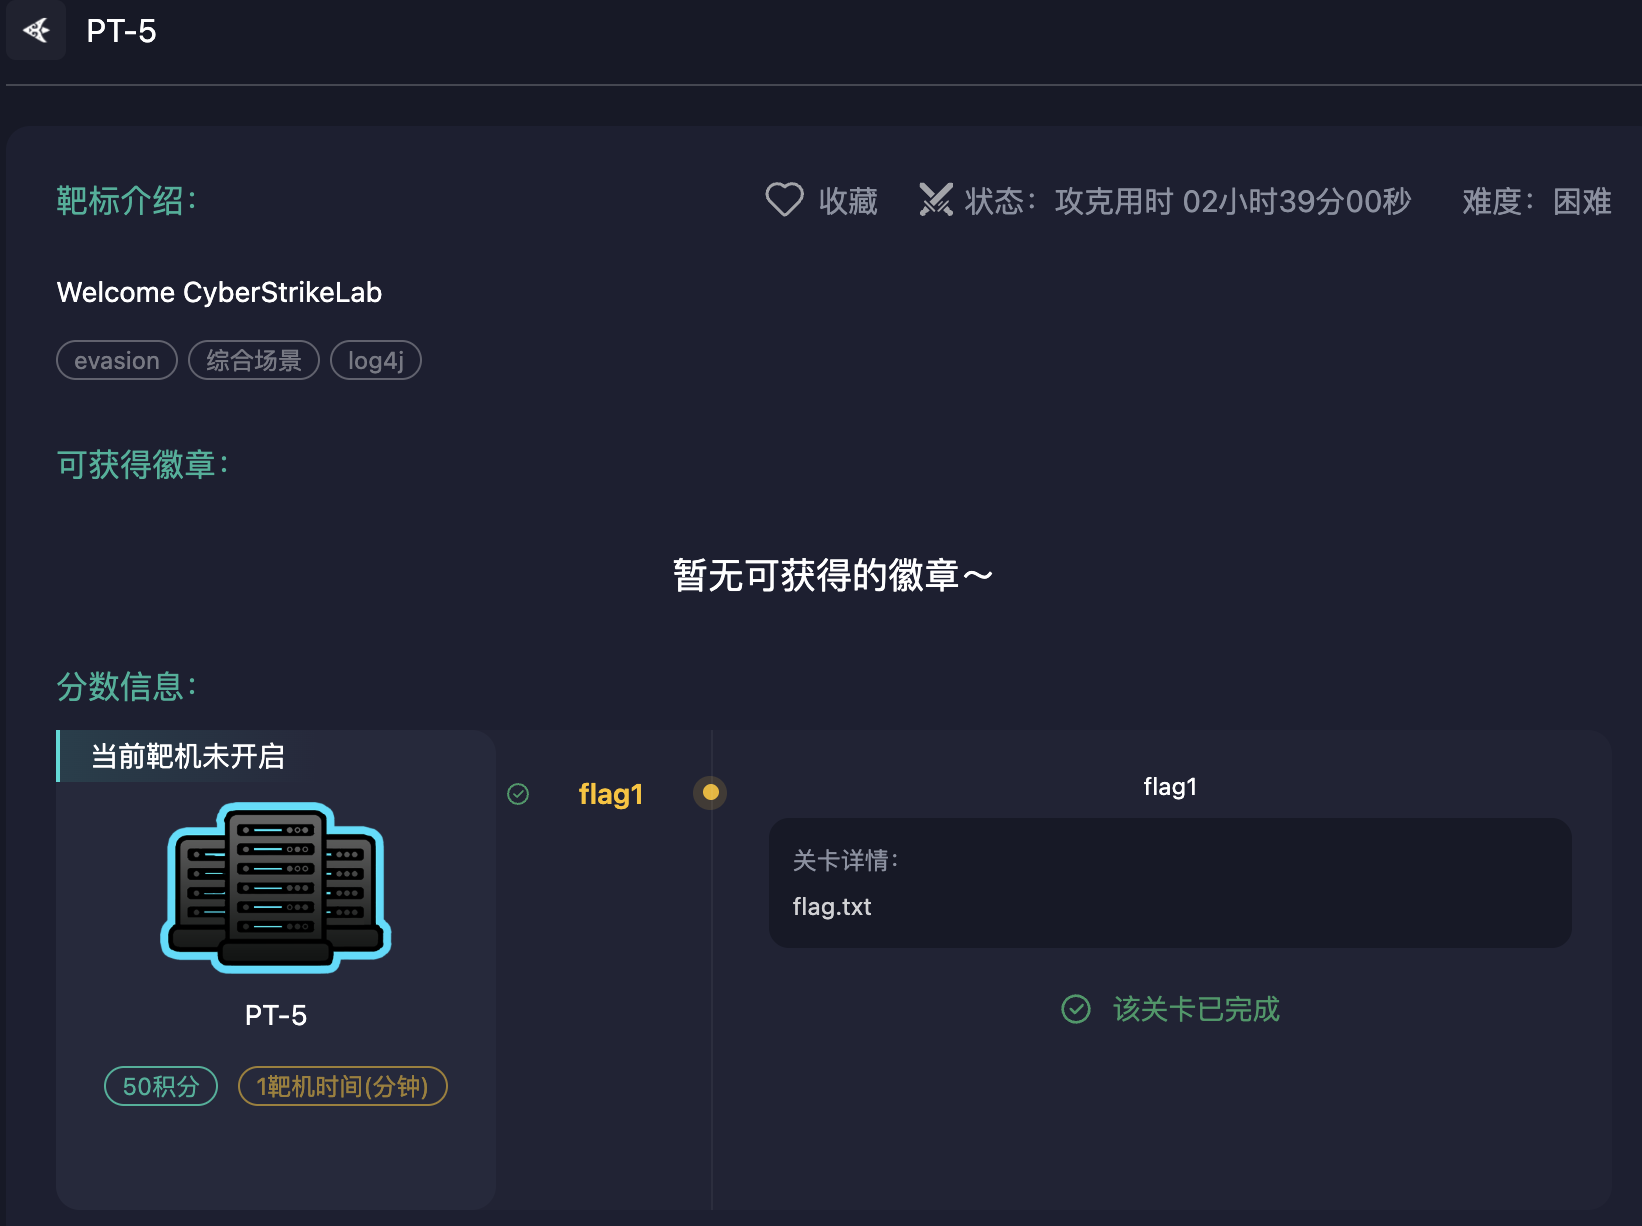 PT-5
靶标介绍：
收藏
状态：攻克用时 02小时39分00秒
难度：困难
Welcome CyberStrikeLab
evasion
综合场景
log4j
可获得徽章：
暂无可获得的徽章～
分数信息：
当前靶机未开启
PT-5
50积分
1靶机时间(分钟)
flag1
flag1
关卡详情：
flag.txt
该关卡已完成